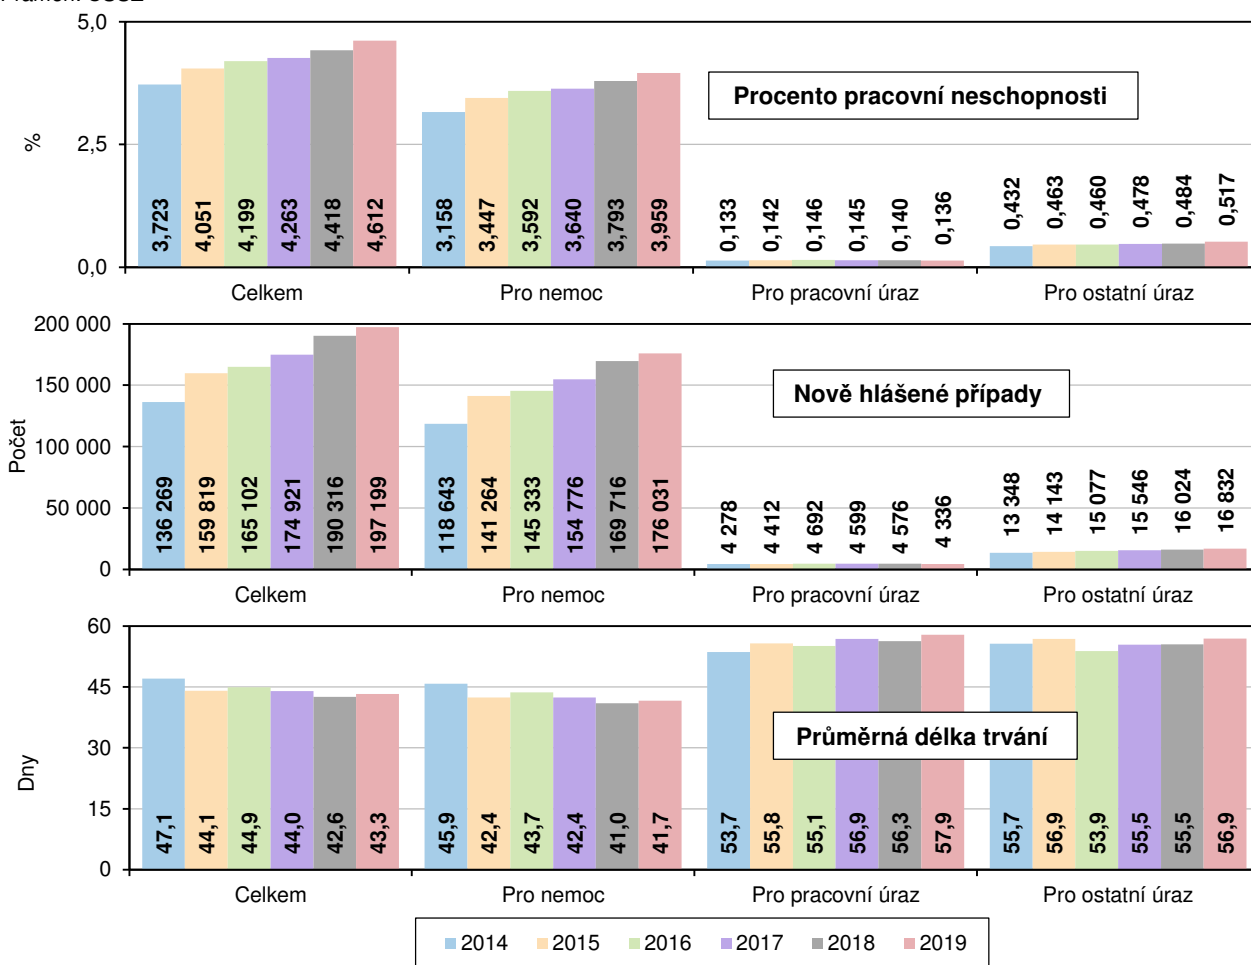 5,0
2,5
0,0
%
Procento pracovní neschopnosti
3,723 4,051 4,199 4,263 4,418 4,612
3,158 3,447 3,592 3,640 3,793 3,959
0,133 0,142 0,146 0,145 0,140 0,136
0,432 0,463 0,460 0,478 0,484 0,517
Celkem Pro nemoc Pro pracovní úraz Pro ostatní úraz
200 000
150 000
100 000
50 000
0
Počet
Nově hlášené případy
136 269 159 819 165 102 174 921 190 316 197 199
118 643 141 264 145 333 154 776 169 716 176 031
4 278 4 412 4 692 4 599 4 576 4 336
13 348 14 143 15 077 15 546 16 024 16 832
Celkem Pro nemoc Pro pracovní úraz Pro ostatní úraz
60
45
30
15
0
Dny
Průměrná délka trvání
47,1 44,1 44,9 44,0 42,6 43,3
45,9 42,4 43,7 42,4 41,0 41,7
53,7 55,8 55,1 56,9 56,3 57,9
55,7 56,9 53,9 55,5 55,5 56,9
Celkem Pro nemoc Pro pracovní úraz Pro ostatní úraz
2014 2015 2016 2017 2018 2019